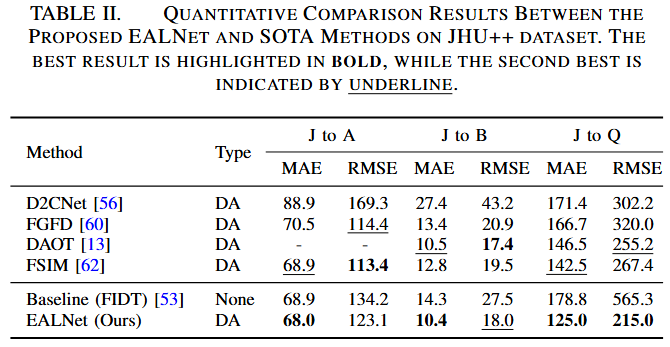 TABLE II. QUANTITATIVE COMPARISON RESULTS BETWEEN THE
PROPOSED EALNET AND SOTA METHODS ON JHU++ DATASET. THE
BEST RESULT IS HIGHLIGHTED IN BOLD, WHILE THE SECOND BEST IS
INDICATED BY UNDERLINE.
Method Type J to A J to B J to Q
MAE RMSE MAE RMSE MAE RMSE
D2CNet [56] DA 88.9 169.3 27.4 43.2 171.4 302.2
FGFD [60] DA 70.5 114.4 13.4 20.9 166.7 320.0
DAOT [13] DA - - 10.5 17.4 146.5 255.2
FSIM [62] DA 68.9 113.4 12.8 19.5 142.5 267.4
Baseline (FIDT) [53] None 68.9 134.2 14.3 27.5 178.8 565.3
EALNet (Ours) DA 68.0 123.1 10.4 18.0 125.0 215.0